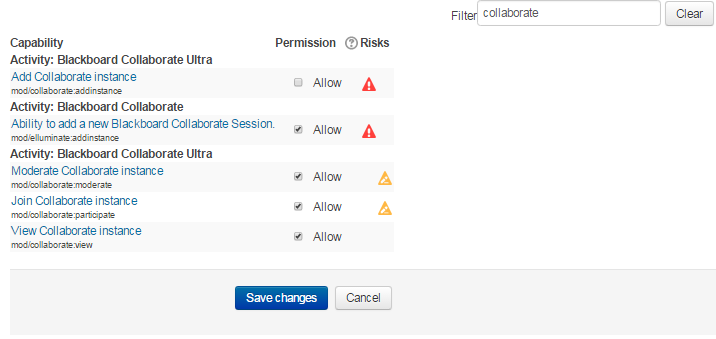 Filter collaborate Clear
Capability Permission Risks
Activity: Blackboard Collaborate Ultra
Add Collaborate instance Allow
mod/collaborate:addinstance
Activity: Blackboard Collaborate
Ability to add a new Blackboard Collaborate Session. Allow
mod/elluminate:addinstance
Activity: Blackboard Collaborate Ultra
Moderate Collaborate instance Allow
mod/collaborate:moderate
Join Collaborate instance Allow
mod/collaborate:participate
View Collaborate instance Allow
mod/collaborate:view
Save changes Cancel